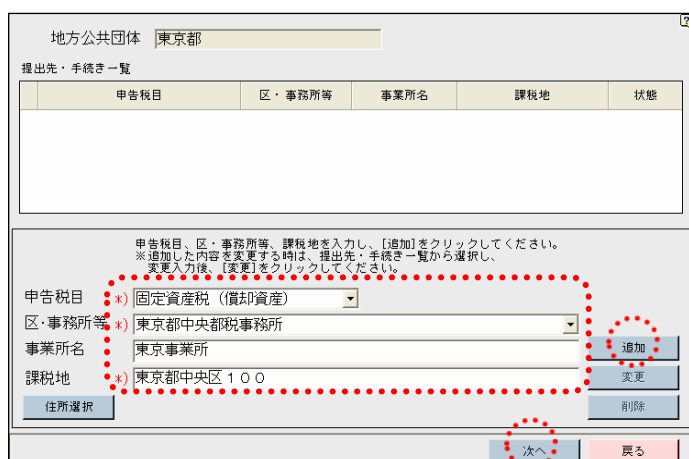 ?
地方公共団体 東京都
提出先・手続き一覧
申告税目 区・事務所等 事業所名 課税地 状態
申告税目、区・事務所等、課税地を入力し、[追加]をクリックしてください。
※追加した内容を変更する時は、提出先・手続き一覧から選択し、
変更入力後、[変更]をクリックしてください。
申告税目 *) 固定資産税（償却資産）
区・事務所等 *) 東京都中央都税事務所
事業所名 東京事業所 追加
課税地 *) 東京都中央区１００ 変更
住所選択 削除
次へ 戻る